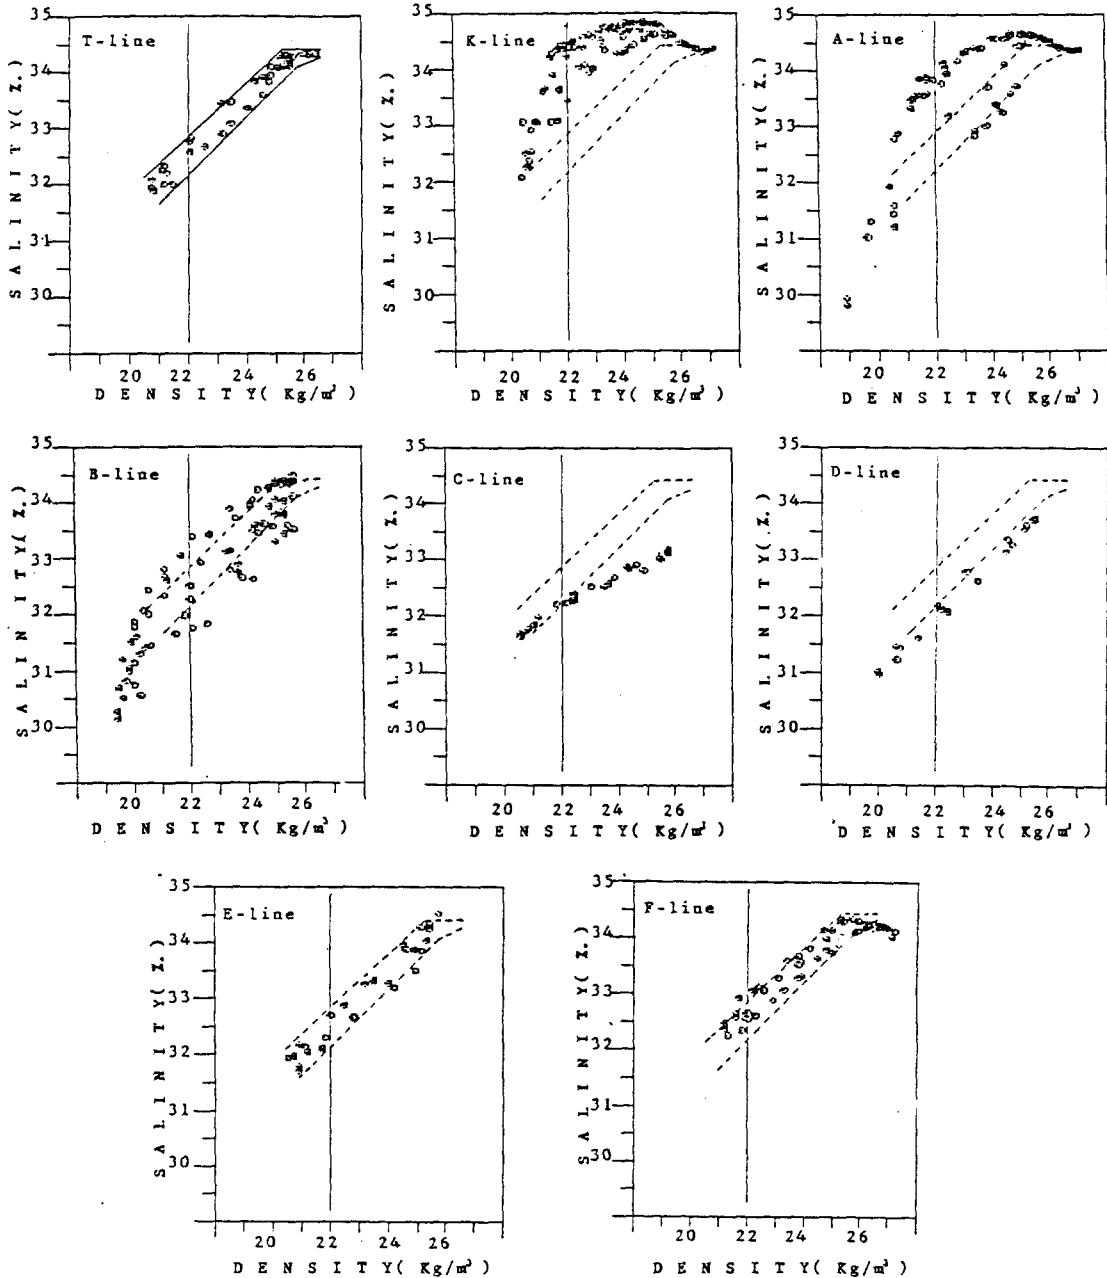 T-line
35
34
33
32
31
30
SALINITY(‰)
20 22 24 26
DENSITY(Kg/m³)
K-line
35
34
33
32
31
30
SALINITY(‰)
20 22 24 26
DENSITY(Kg/m³)
A-line
35
34
33
32
31
30
SALINITY(‰)
20 22 24 26
DENSITY(Kg/m³)
B-line
35
34
33
32
31
30
SALINITY(‰)
20 22 24 26
DENSITY(Kg/m³)
C-line
35
34
33
32
31
30
SALINITY(‰)
20 22 24 26
DENSITY(Kg/m³)
D-line
35
34
33
32
31
30
SALINITY(‰)
20 22 24 26
DENSITY(Kg/m³)
E-line
35
34
33
32
31
30
SALINITY(‰)
20 22 24 26
DENSITY(Kg/m³)
F-line
35
34
33
32
31
30
SALINITY(‰)
20 22 24 26
DENSITY(Kg/m³)